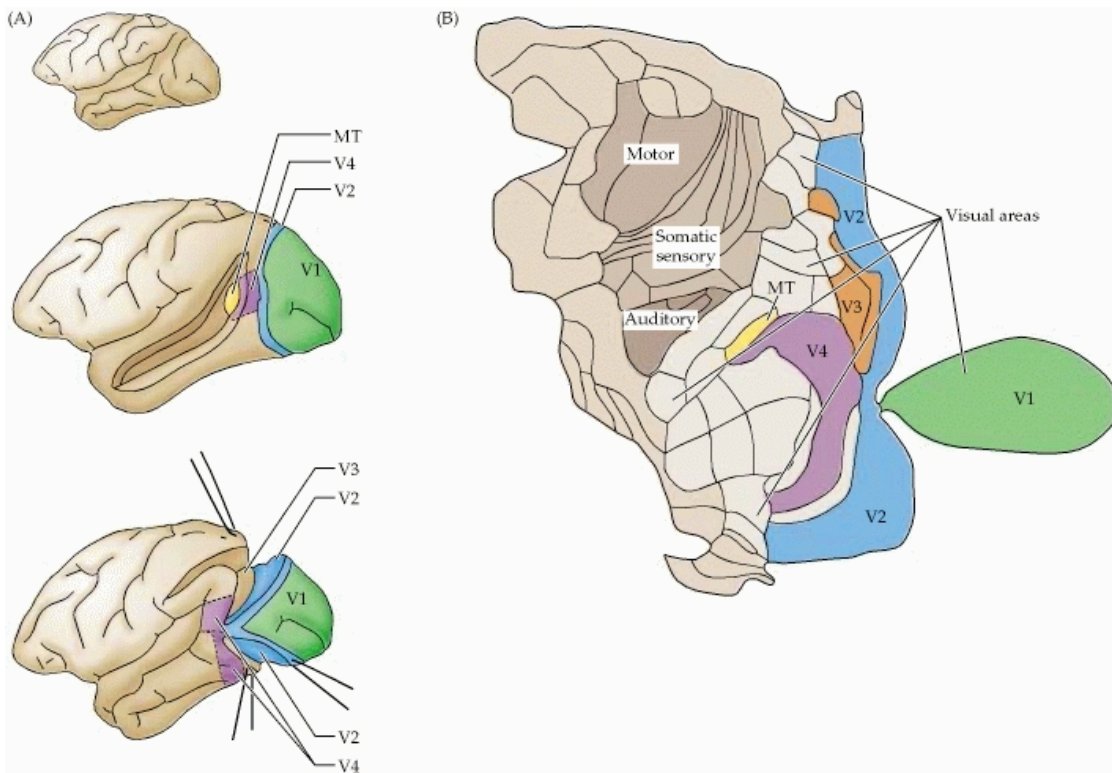 (A)
MT
V4
V2
V1
V3
V2
V1
V2
V4
(B)
Motor
Somatic
sensory
Auditory
MT
V4
V2
V3
V2
Visual areas
V1